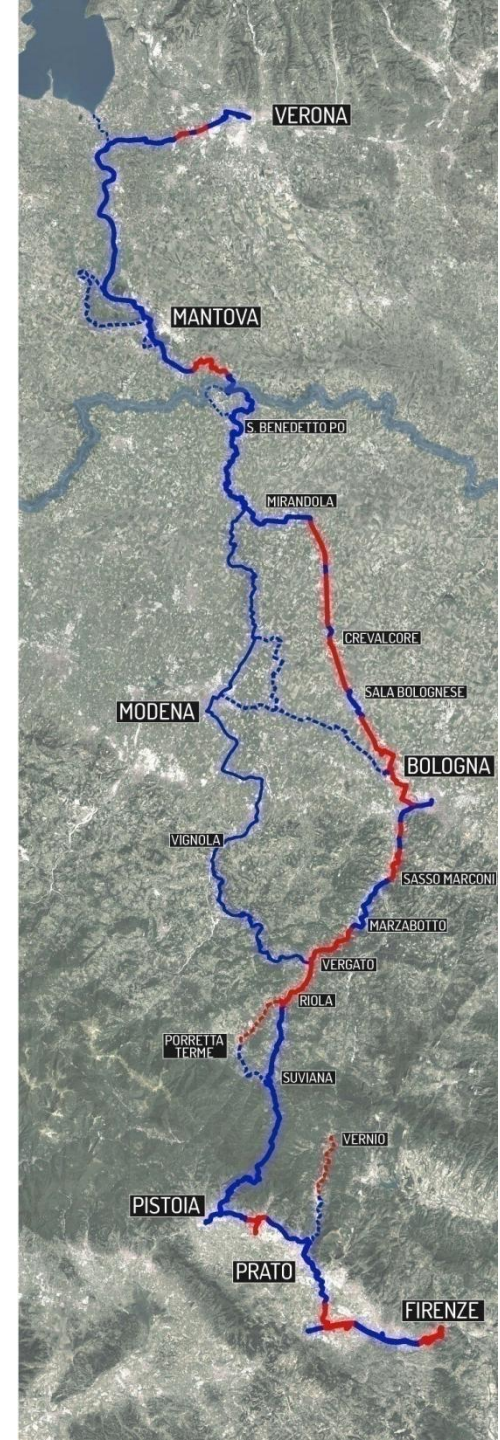 VERONA
MANTOVA
S. BENEDETTO PO
MIRANDOLA
CREVALCORE
SALA BOLOGNESE
MODENA
BOLOGNA
VIGNOLA
SASSO MARCONI
MARZABOTTO
VERGATO
RIOLA
PORRETTA
TERME
SUVIANA
VERNIO
PISTOIA
PRATO
FIRENZE